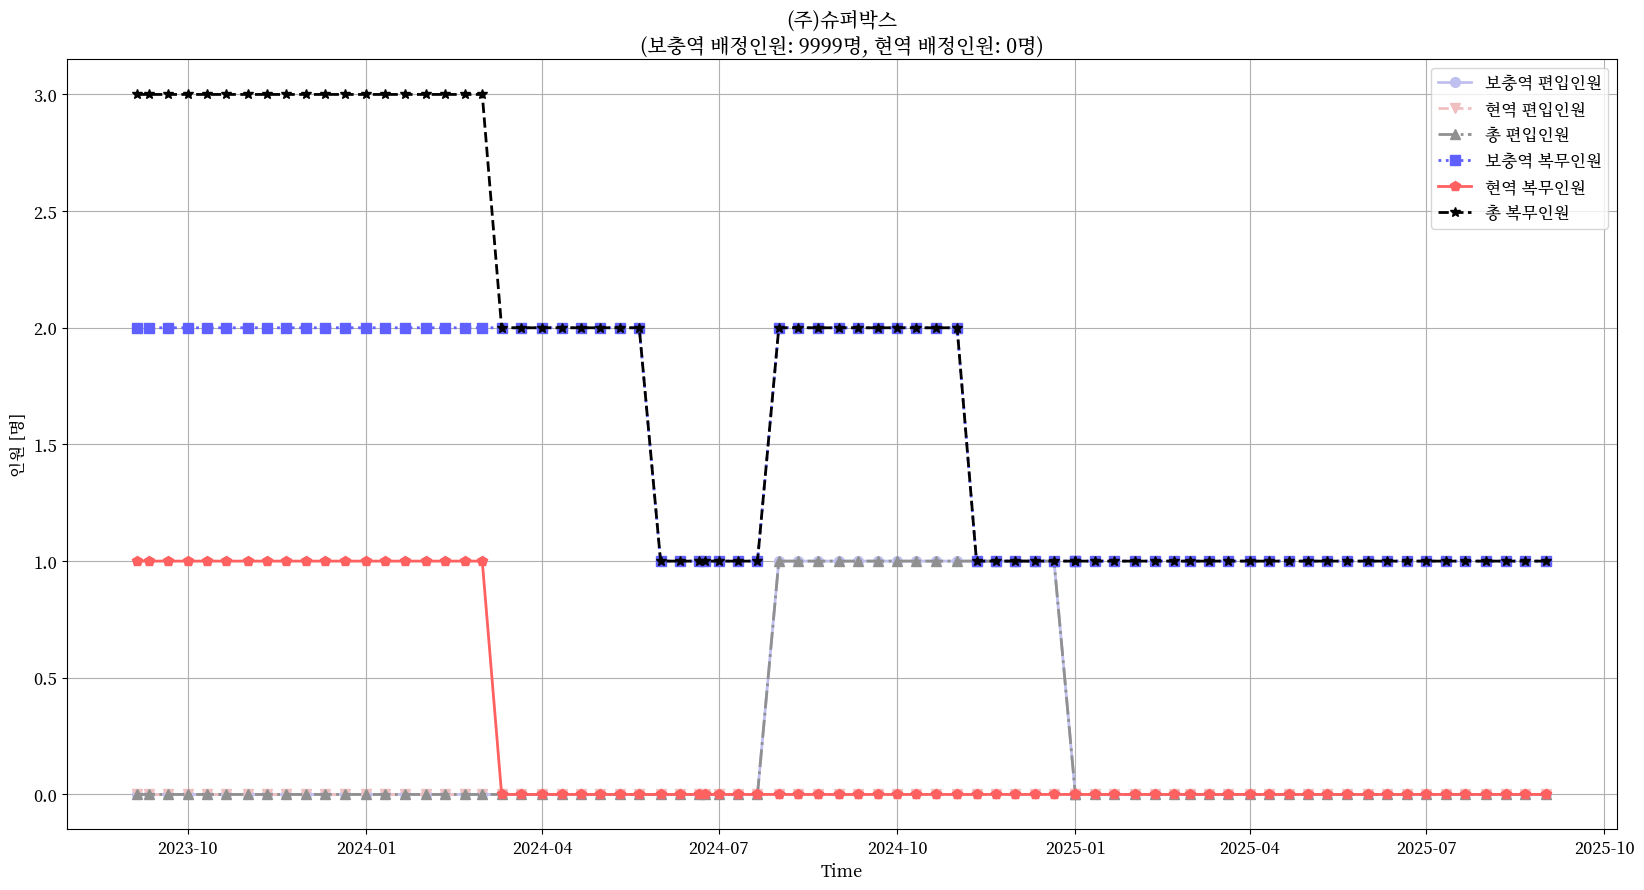 (주)슈퍼박스
(보충역 배정인원: 9999명, 현역 배정인원: 0명)
보충역 편입인원
현역 편입인원
총 편입인원
보충역 복무인원
현역 복무인원
총 복무인원
3.0
2.5
2.0
1.5
1.0
0.5
0.0
인원 [명]
2023-10
2024-01
2024-04
2024-07
2024-10
2025-01
2025-04
2025-07
2025-10
Time